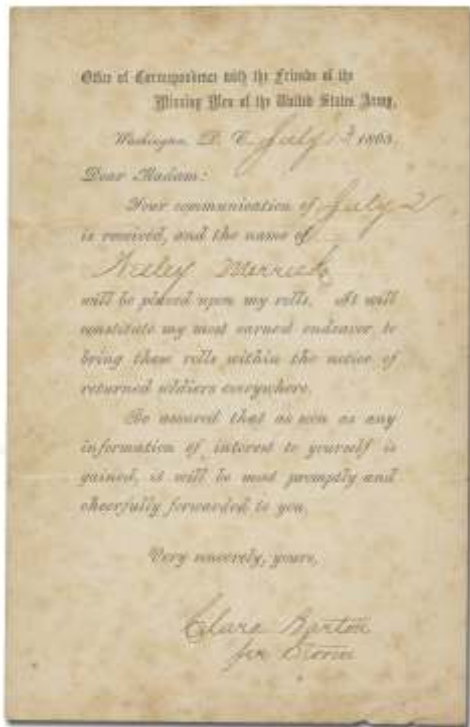 Office of Correspondence with the Friends of the
Missing Men of the United States Army,
Washington, D. C. July 1865.
Dear Madam:
Your communication of July 2
is received, and the name of
will be placed upon my rolls. It will
constitute my most earnest endeavor to
bring these rolls within the notice of
returned soldiers everywhere.
Be assured that as soon as any
information of interest to yourself is
gained, it will be most promptly and
cheerfully forwarded to you.
Very sincerely, yours,
Clara Barton